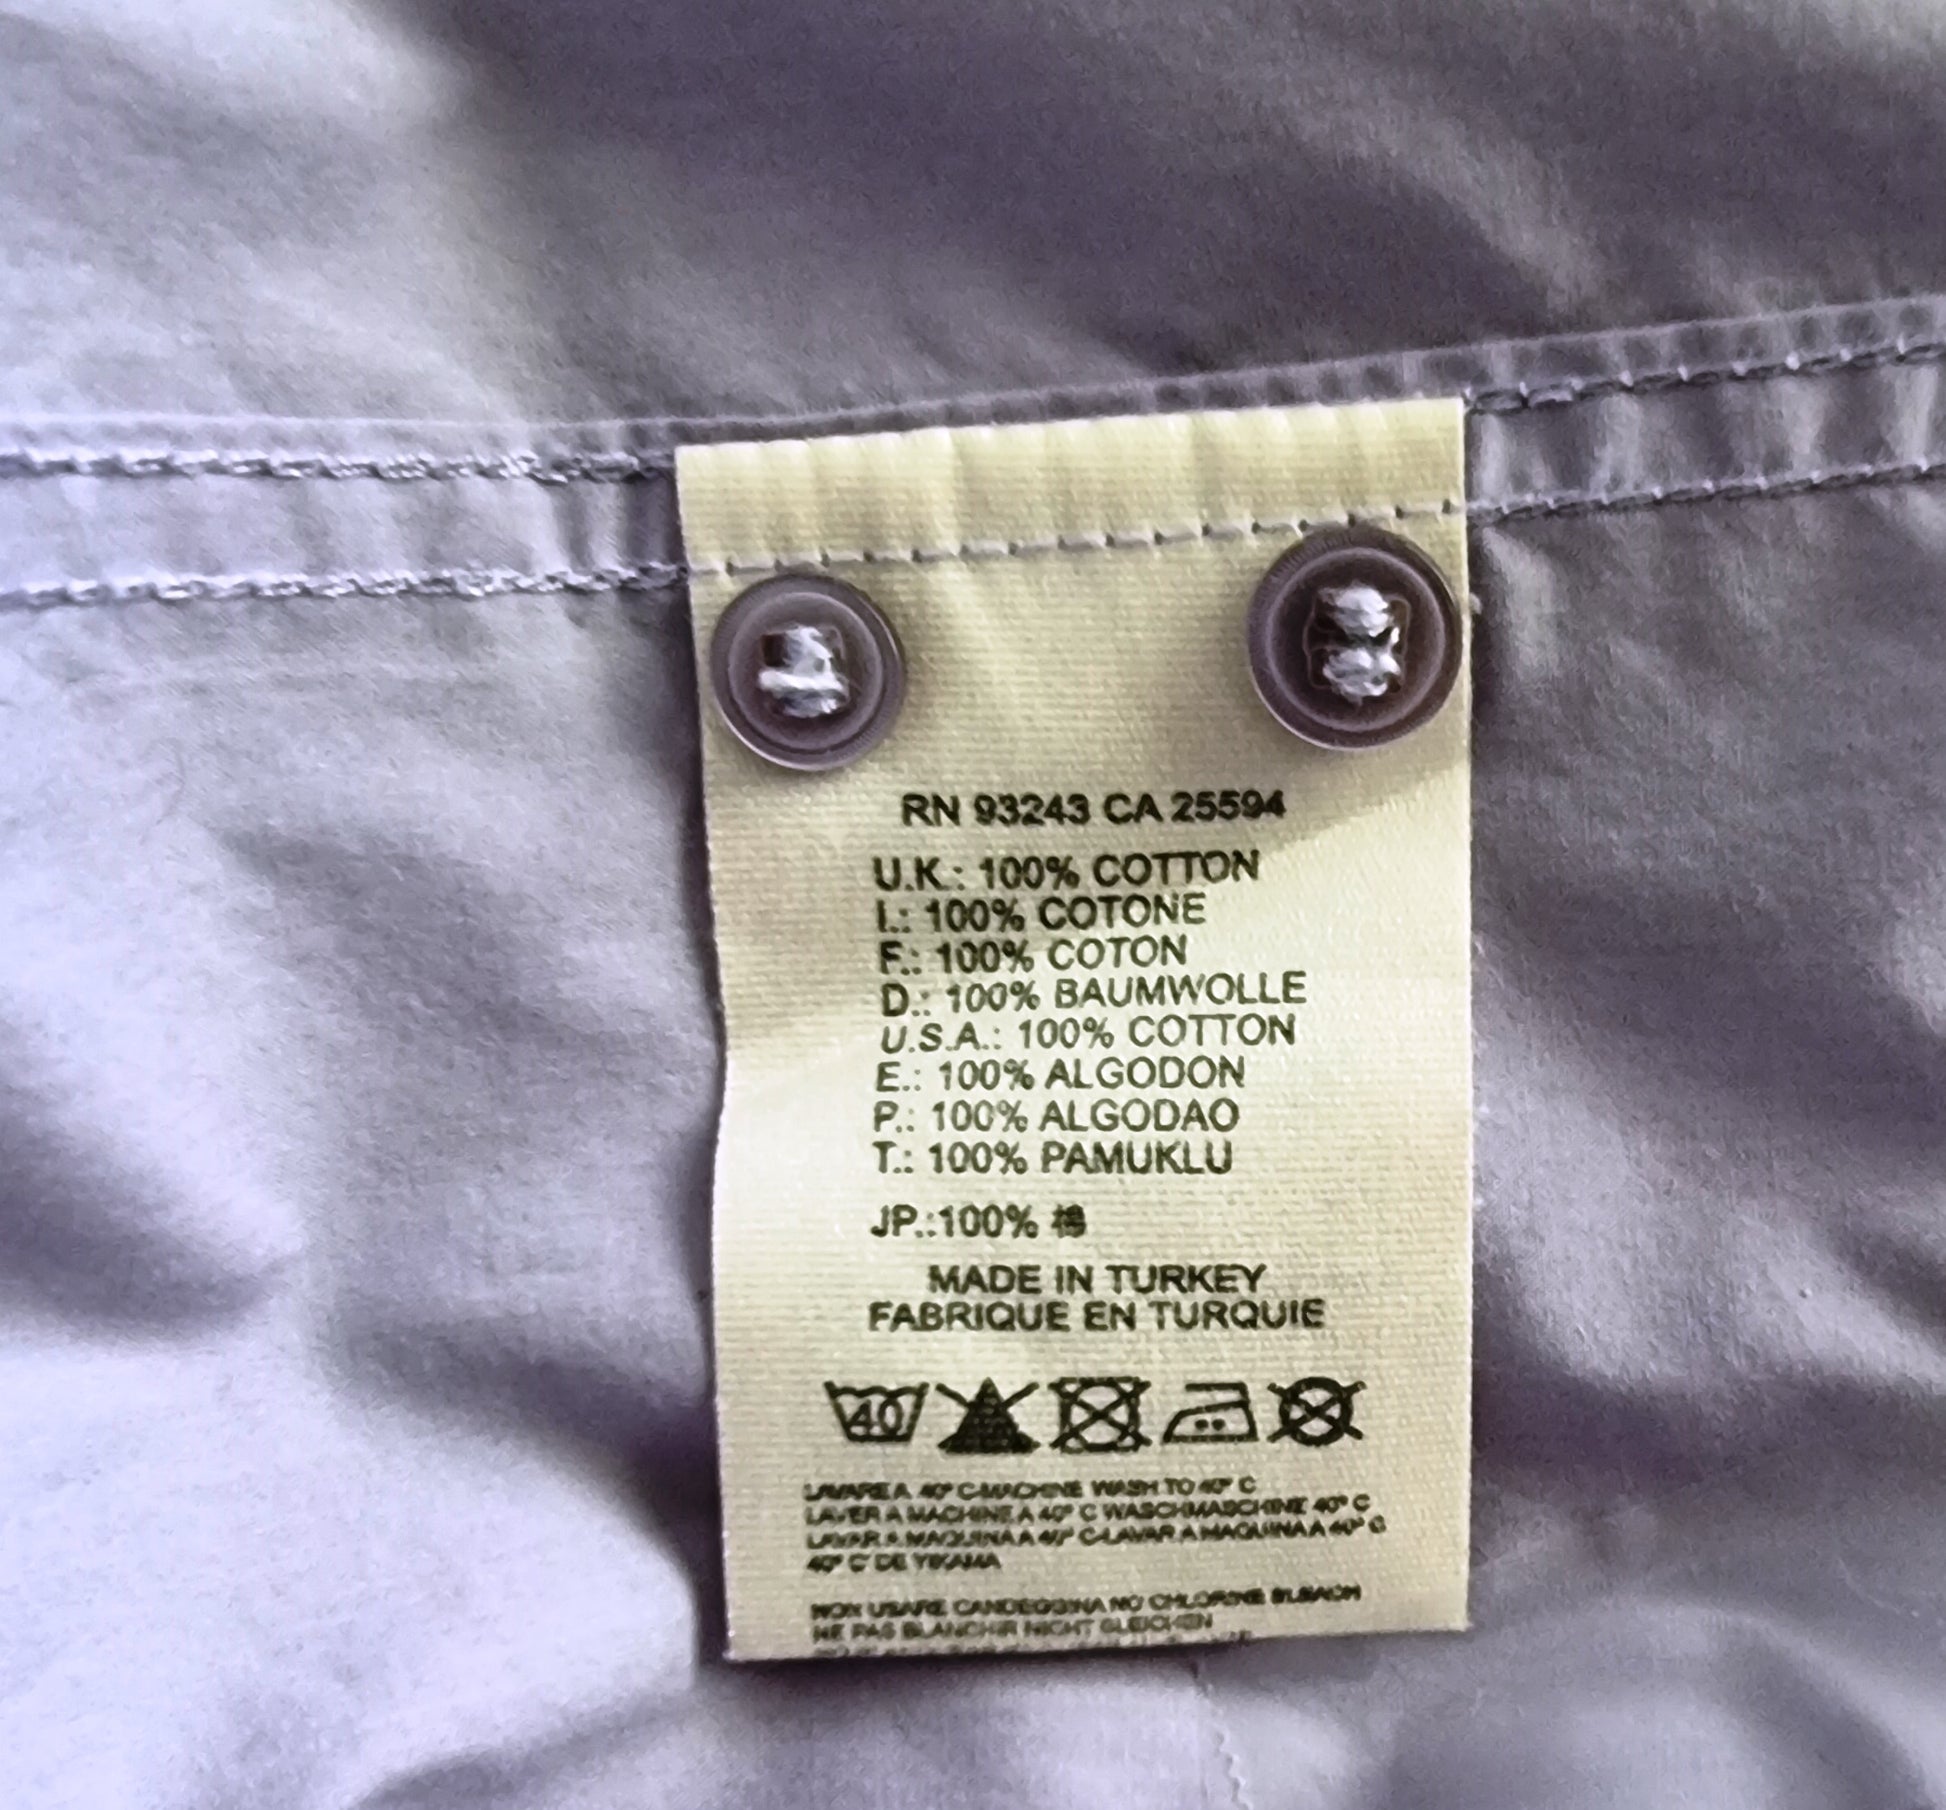 RN 93243 CA 25594
U.K.: 100% COTTON
I.: 100% COTONE
F.: 100% COTON
D.: 100% BAUMWOLLE
U.S.A.: 100% COTTON
E.: 100% ALGODON
P.: 100% ALGODAO
T.: 100% PAMUKLU
JP.:100% 棉
MADE IN TURKEY
FABRIQUE EN TURQUIE
40
LAVARE A 40° C-MACHINE WASH TO 40° C
LAVER A MACHINE A 40° C WASCHMASCHINE 40° C
LAVAR A MAQUINA A 40° C-LAVAR A MAQUINA A 40° C
40° C' DE YIKAMA
NON USARE CANDEGGINA NO CHLORINE BLEACH
NE PAS BLANCHIR NICHT BLEICHEN